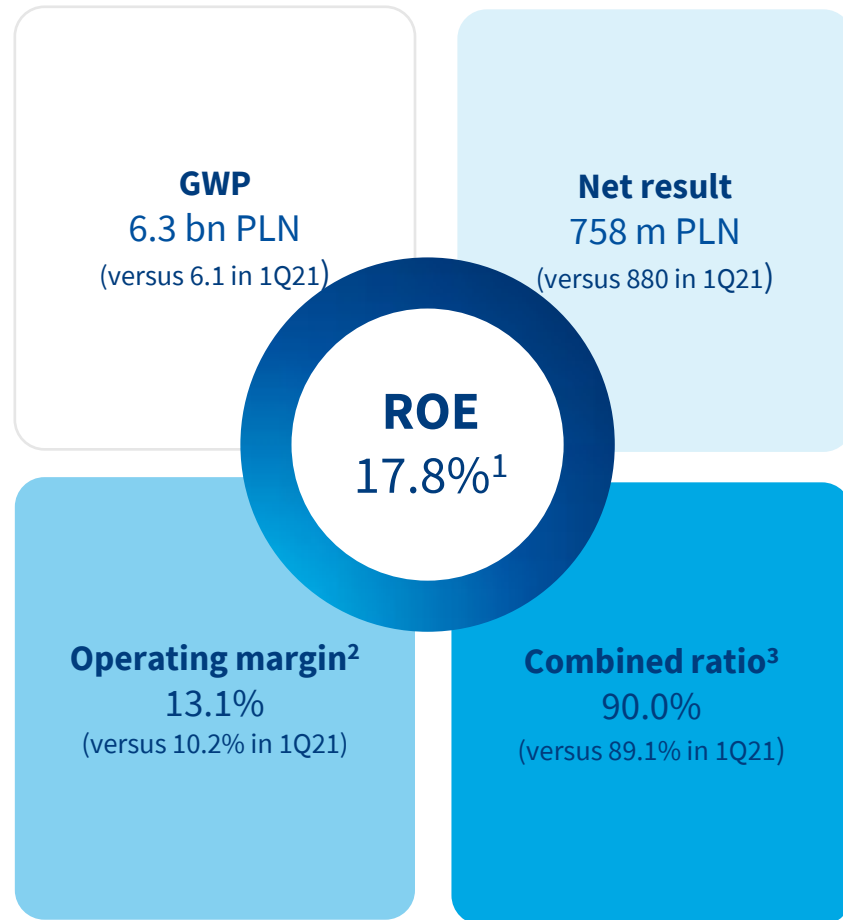 GWP
6.3 bn PLN
(versus 6.1 in 1Q21)
Net result
758 m PLN
(versus 880 in 1Q21)
ROE
17.8%¹
Operating margin²
13.1%
(versus 10.2% in 1Q21)
Combined ratio³
90.0%
(versus 89.1% in 1Q21)